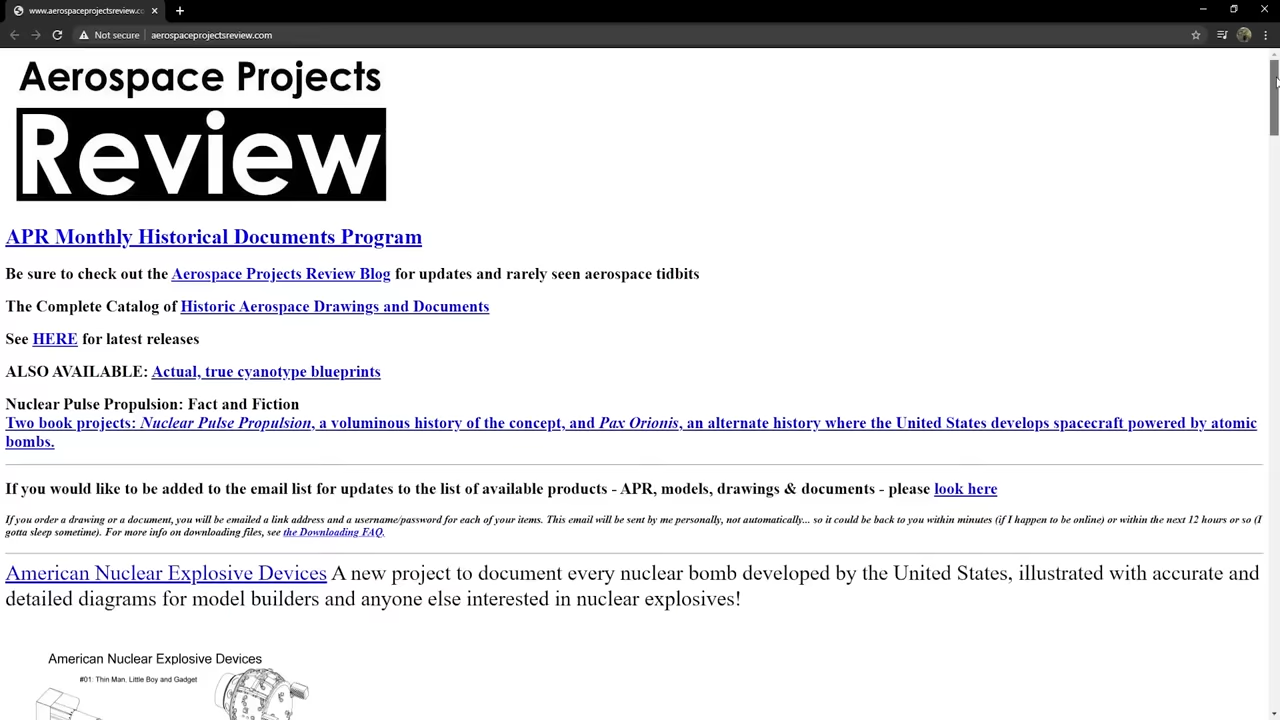 www.aerospaceprojectsreview.co
Not secure
aerospaceprojectsreview.com
Aerospace Projects
Review
APR Monthly Historical Documents Program
Be sure to check out the Aerospace Projects Review Blog for updates and rarely seen aerospace tidbits
The Complete Catalog of Historic Aerospace Drawings and Documents
See HERE for latest releases
ALSO AVAILABLE: Actual, true cyanotype blueprints
Nuclear Pulse Propulsion: Fact and Fiction
Two book projects: Nuclear Pulse Propulsion, a voluminous history of the concept, and Pax Orionis, an alternate history where the United States develops spacecraft powered by atomic
bombs.
If you would like to be added to the email list for updates to the list of available products - APR, models, drawings & documents - please look here
If you order a drawing or a document, you will be emailed a link address and a username/password for each of your items. This email will be sent by me personally, not automatically... so it could be back to you within minutes (if I happen to be online) or within the next 12 hours or so (I
gotta sleep sometime). For more info on downloading files, see the Downloading FAQ.
American Nuclear Explosive Devices A new project to document every nuclear bomb developed by the United States, illustrated with accurate and
detailed diagrams for model builders and anyone else interested in nuclear explosives!
American Nuclear Explosive Devices
#01: Thin Man, Little Boy and Gadget